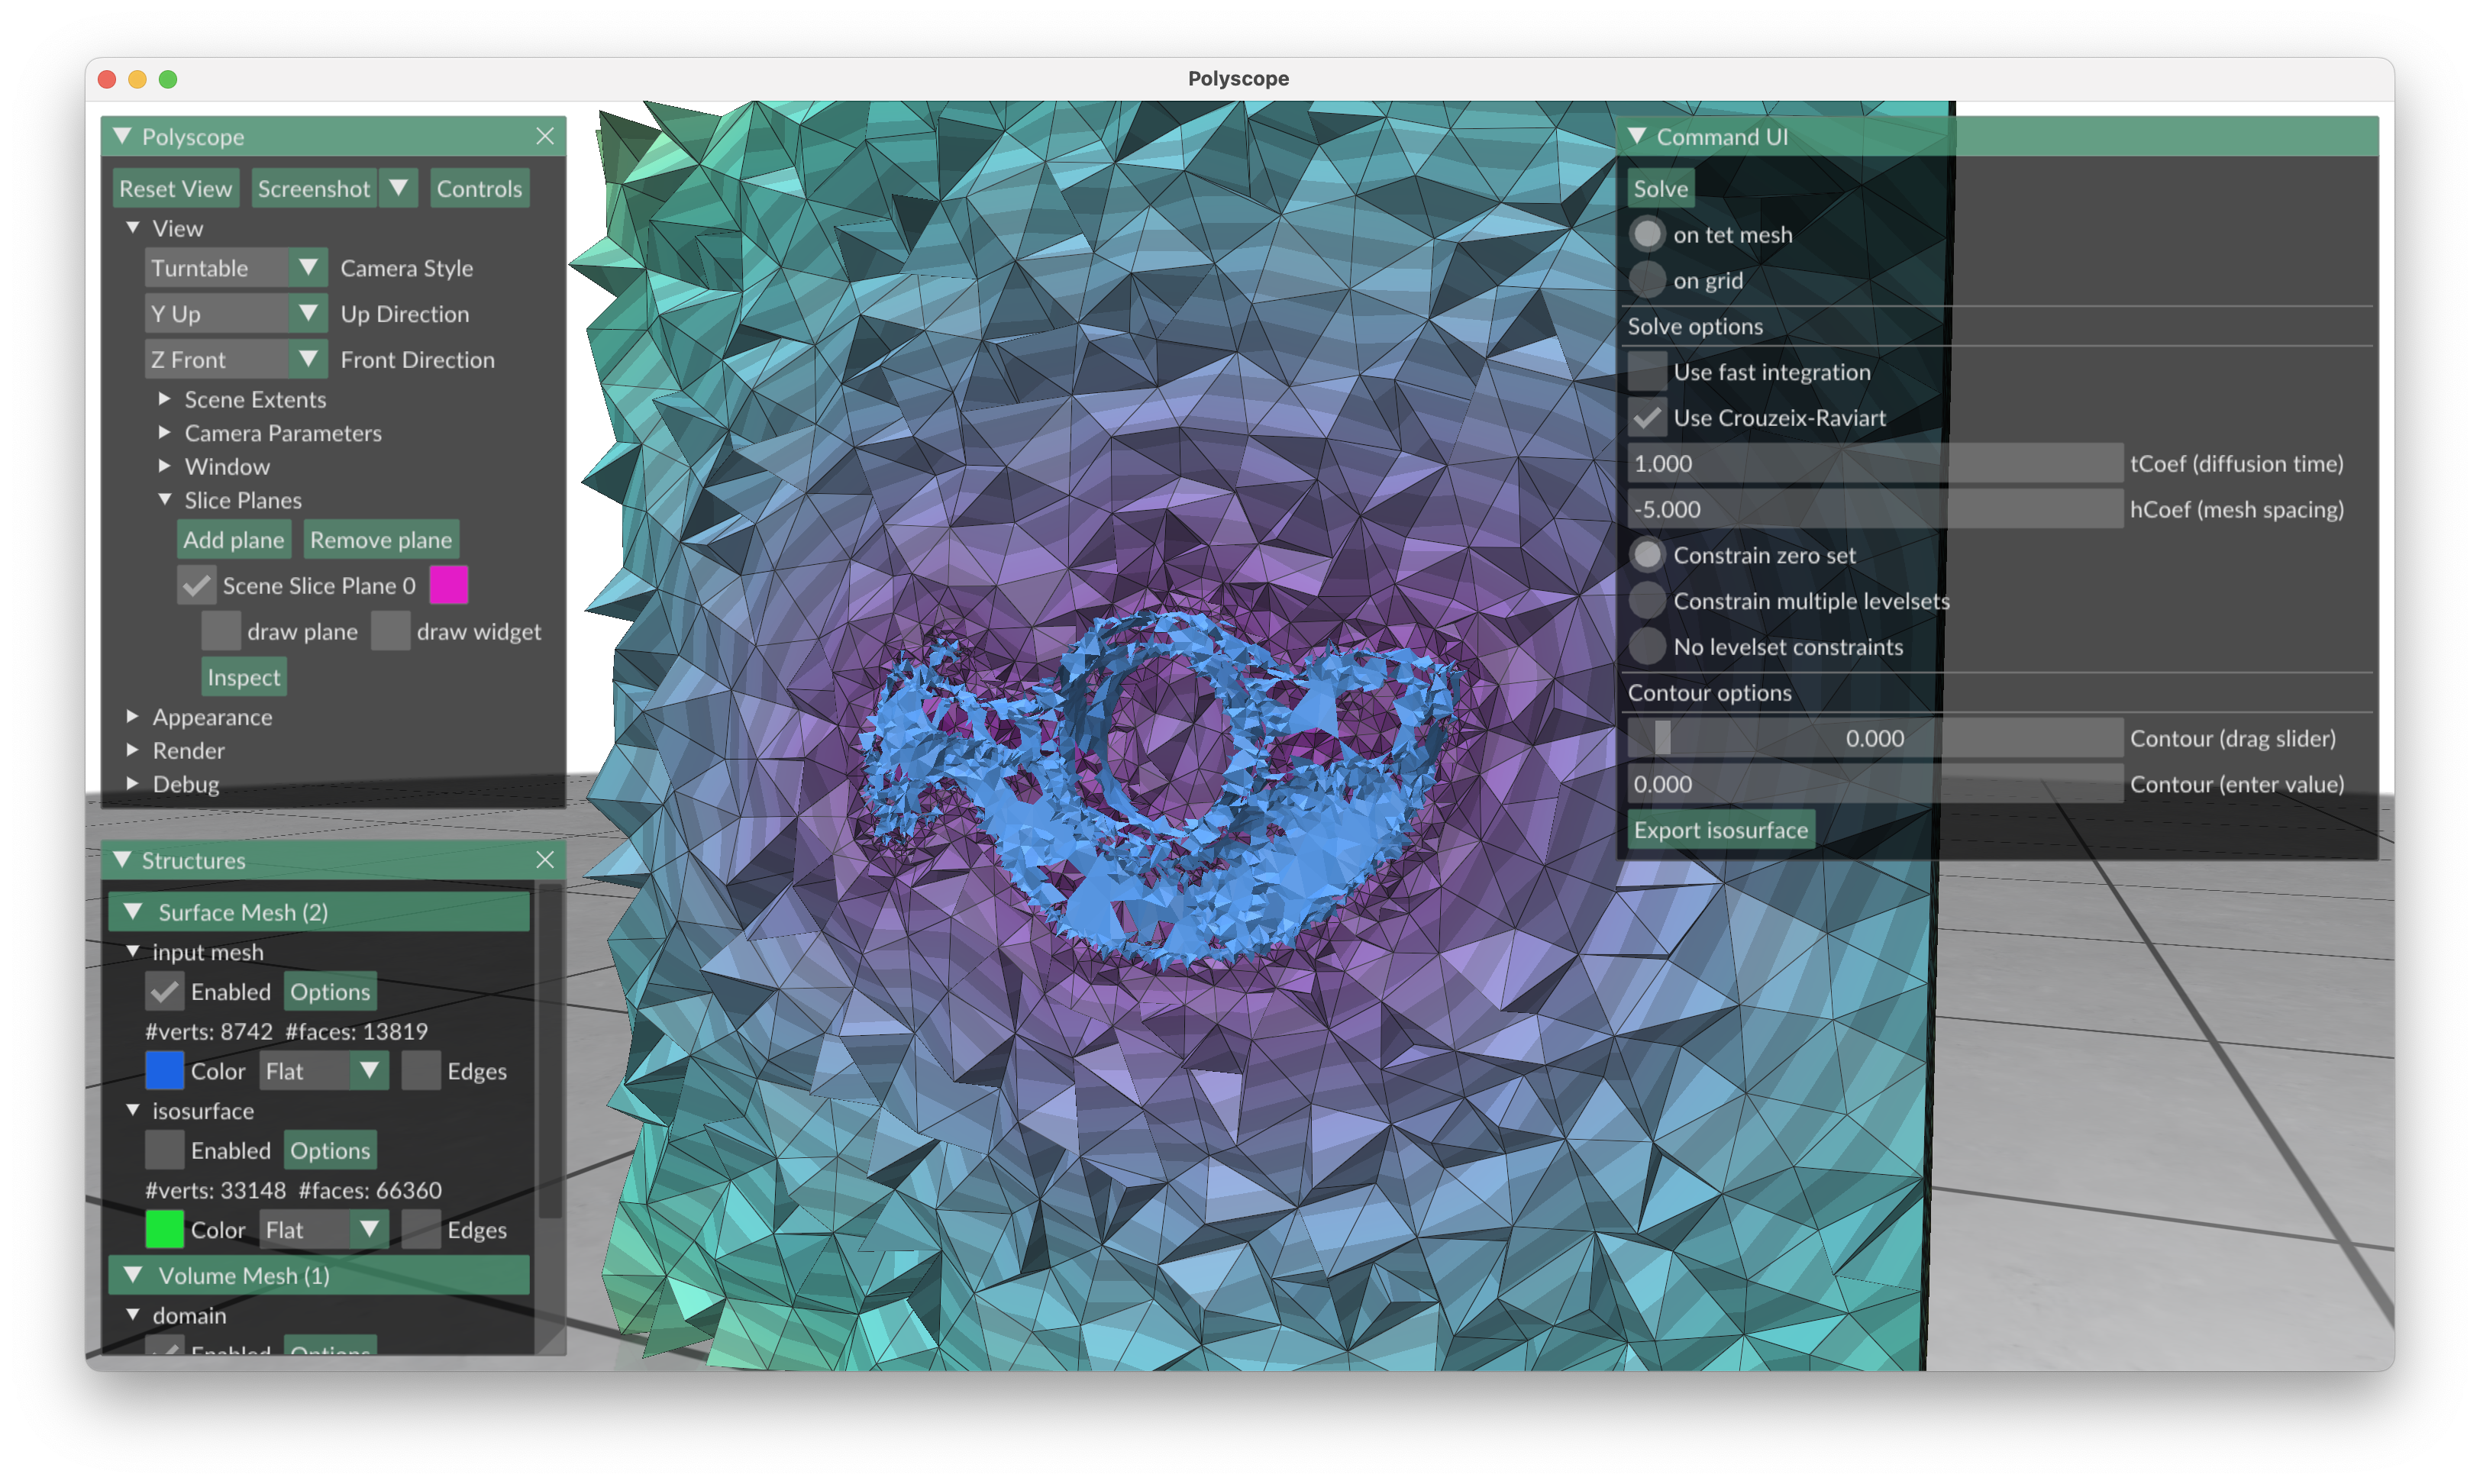 Polyscope
Polyscope
Reset View Screenshot Controls
View
Turntable Camera Style
Y Up Up Direction
Z Front Front Direction
Scene Extents
Camera Parameters
Window
Slice Planes
Add plane Remove plane
Scene Slice Plane 0
draw plane draw widget
Inspect
Appearance
Render
Debug
Structures
Surface Mesh (2)
input mesh
Enabled Options
#verts: 8742 #faces: 13819
Color Flat Edges
isosurface
Enabled Options
#verts: 33148 #faces: 66360
Color Flat Edges
Volume Mesh (1)
domain
Enabled Options
Command UI
Solve
on tet mesh
on grid
Solve options
Use fast integration
Use Crouzeix-Raviart
1.000 tCoef (diffusion time)
-5.000 hCoef (mesh spacing)
Constrain zero set
Constrain multiple levelsets
No levelset constraints
Contour options
0.000 Contour (drag slider)
0.000 Contour (enter value)
Export isosurface